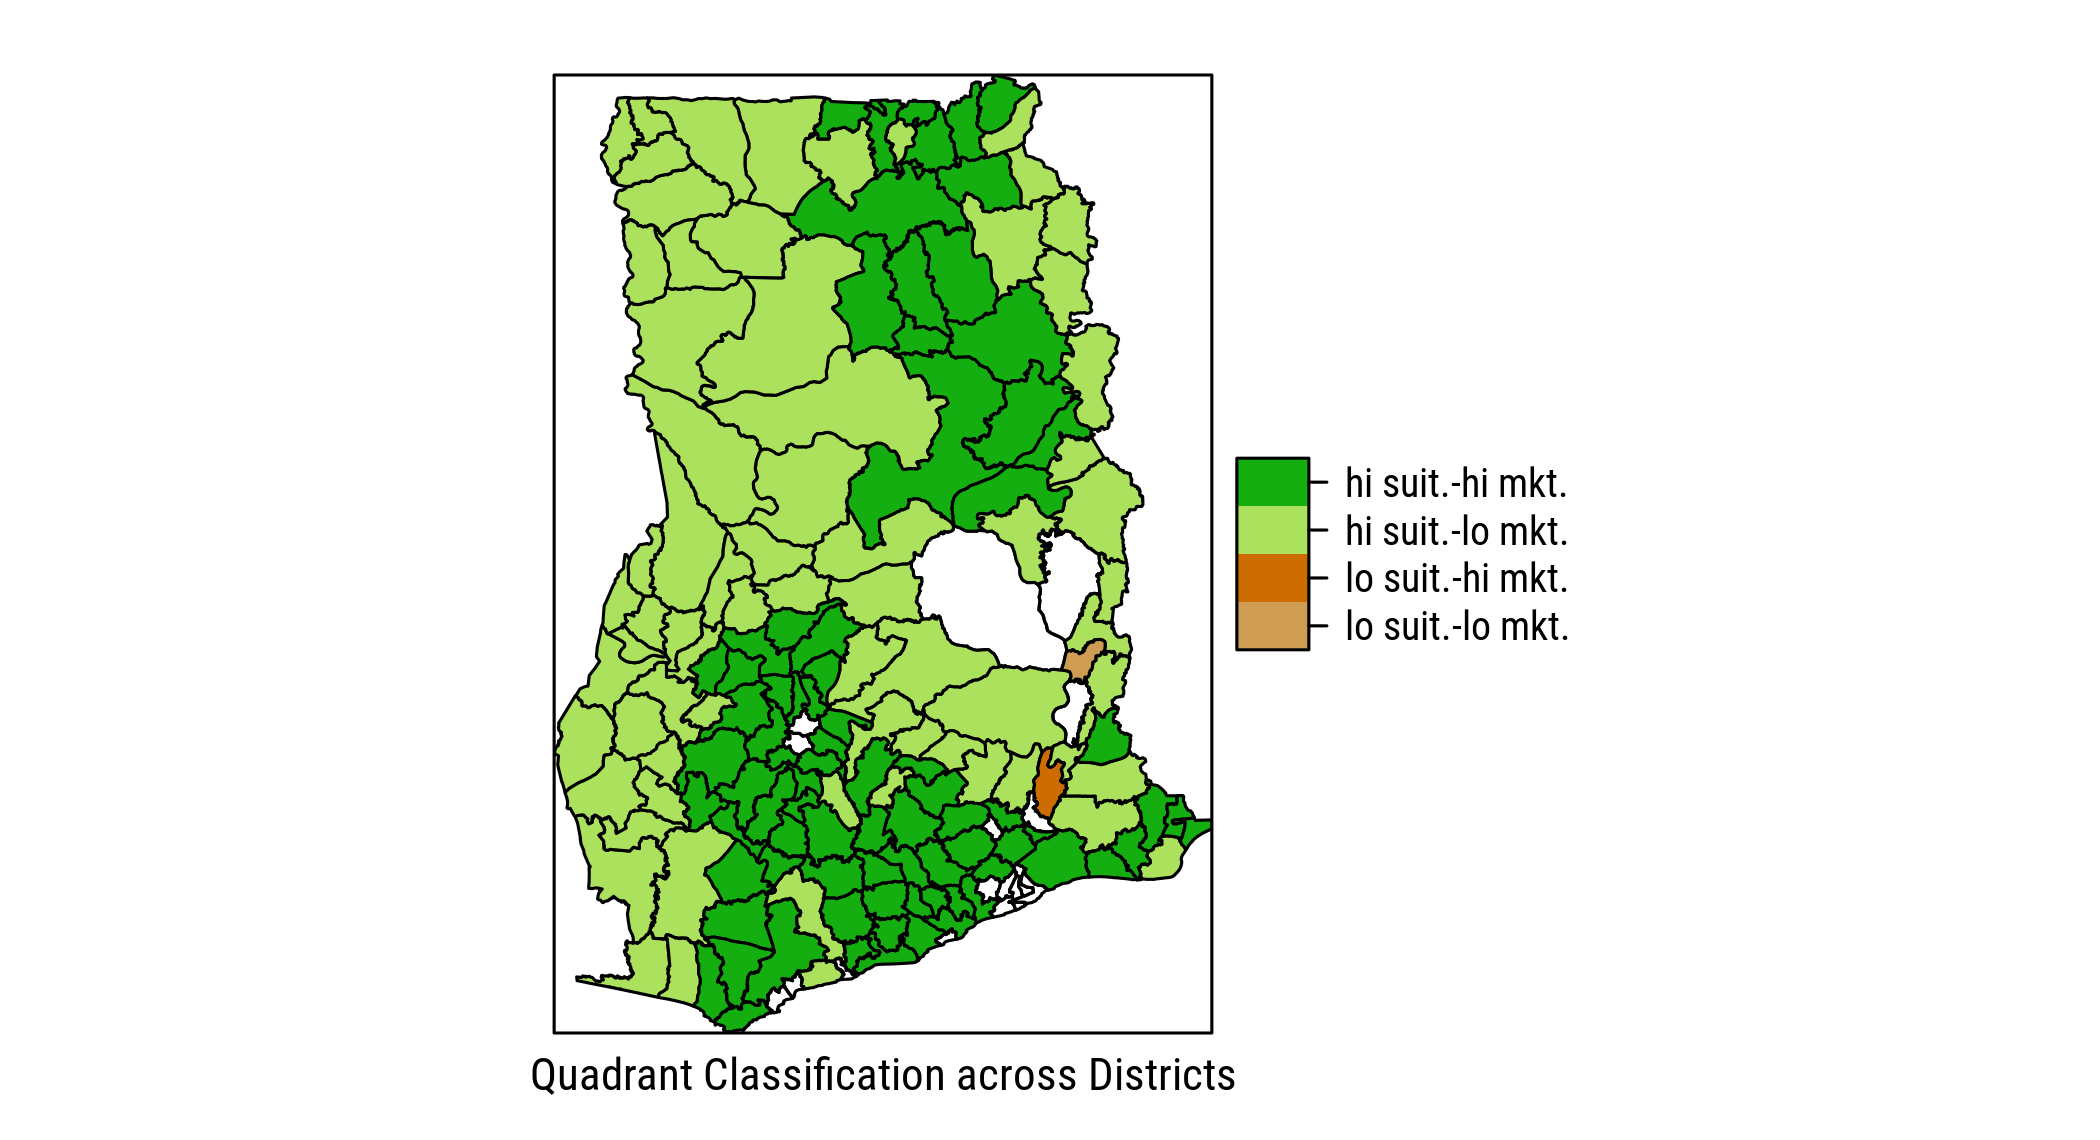 hi suit.-hi mkt.
hi suit.-lo mkt.
lo suit.-hi mkt.
lo suit.-lo mkt.
Quadrant Classification across Districts